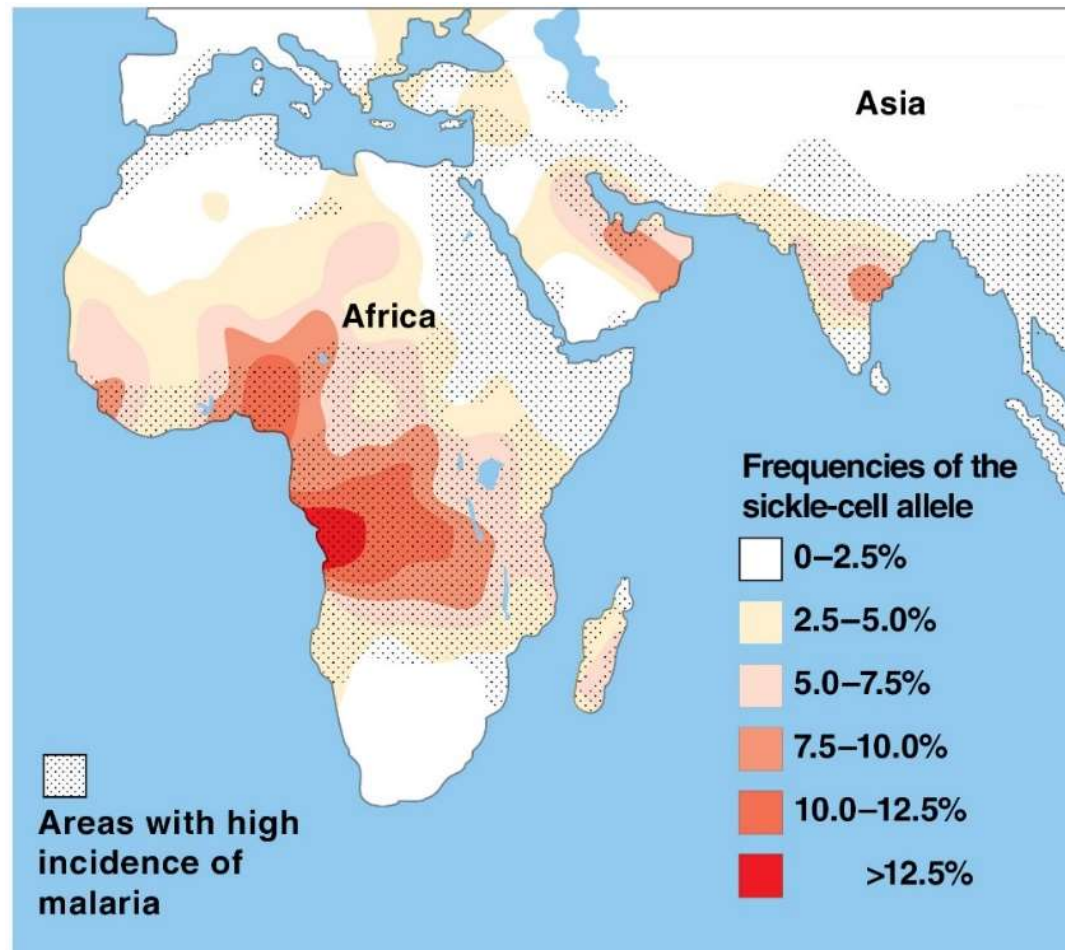 Asia
Africa
Frequencies of the
sickle-cell allele
0–2.5%
2.5–5.0%
5.0–7.5%
7.5–10.0%
10.0–12.5%
>12.5%
Areas with high
incidence of
malaria